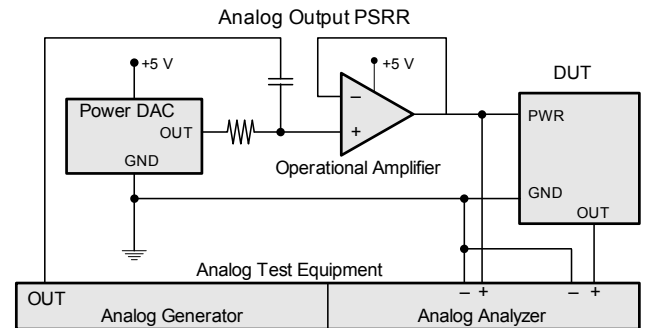 Analog Output PSRR
+5 V
+5 V
DUT
Power DAC
OUT
GND
–
+
Operational Amplifier
PWR
GND
OUT
Analog Test Equipment
– +
– +
OUT
Analog Generator
Analog Analyzer